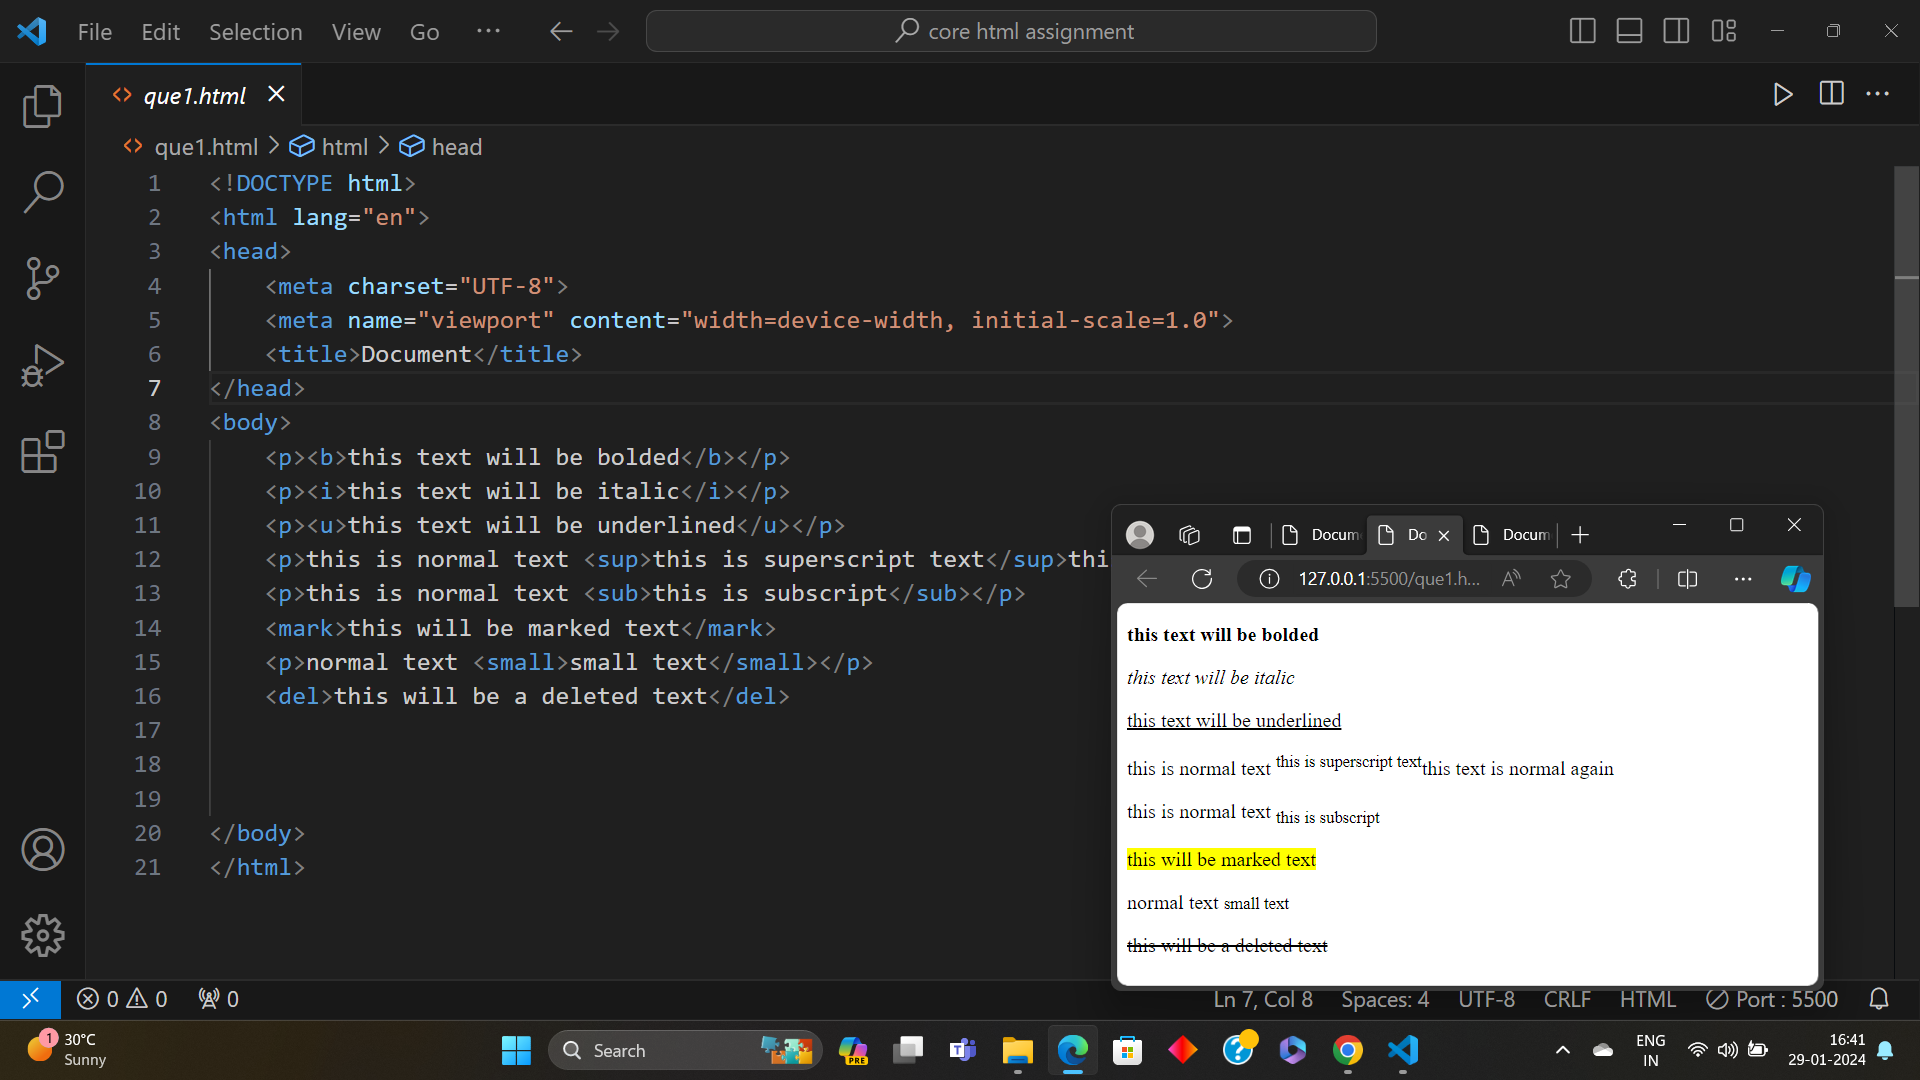 File Edit Selection View Go ··· core html assignment
que1.html
que1.html > html > head
1 <!DOCTYPE html>
2 <html lang="en">
3 <head>
4 <meta charset="UTF-8">
5 <meta name="viewport" content="width=device-width, initial-scale=1.0">
6 <title>Document</title>
7 </head>
8 <body>
9 <p><b>this text will be bolded</b></p>
10 <p><i>this text will be italic</i></p>
11 <p><u>this text will be underlined</u></p>
12 <p>this is normal text <sup>this is superscript text</sup>thi
13 <p>this is normal text <sub>this is subscript</sub></p>
14 <mark>this will be marked text</mark>
15 <p>normal text <small>small text</small></p>
16 <del>this will be a deleted text</del>
17
18
19
20 </body>
21 </html>
Docum Do Docum
127.0.0.1:5500/que1.h...
this text will be bolded
this text will be italic
this text will be underlined
this is normal text this is superscript textthis text is normal again
this is normal text this is subscript
this will be marked text
normal text small text
this will be a deleted text
0 0 0 Ln 7, Col 8 Spaces: 4 UTF-8 CRLF HTML Port : 5500
1 30°C
Sunny
Search
PRE
ENG
IN
16:41
29-01-2024